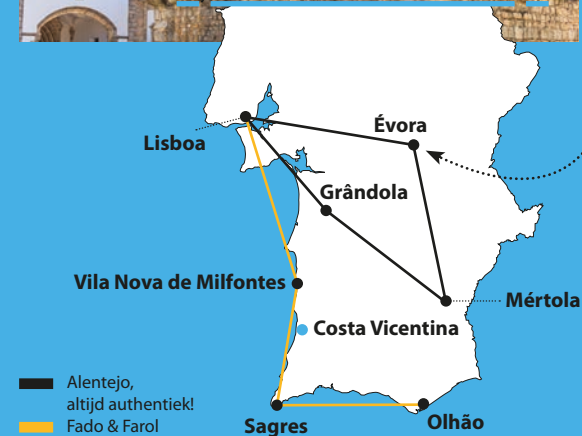 Lisboa
Évora
Grândola
Vila Nova de Milfontes
Mértola
Costa Vicentina
Alentejo,
altijd authentiek!
Fado & Farol
Sagres
Olhão